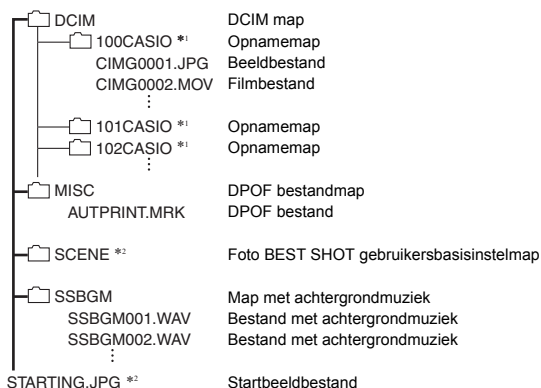 DCIM DCIM map
100CASIO *1 Opnamemap
CIMG0001.JPG Beeldbestand
CIMG0002.MOV Filmbestand
101CASIO *1 Opnamemap
102CASIO *1 Opnamemap
MISC DPOF bestandmap
AUTPRINT.MRK DPOF bestand
SCENE *2 Foto BEST SHOT gebruikersbasisinstelmap
SSBGM Map met achtergrondmuziek
SSBGM001.WAV Bestand met achtergrondmuziek
SSBGM002.WAV Bestand met achtergrondmuziek
STARTING.JPG *2 Startbeeldbestand